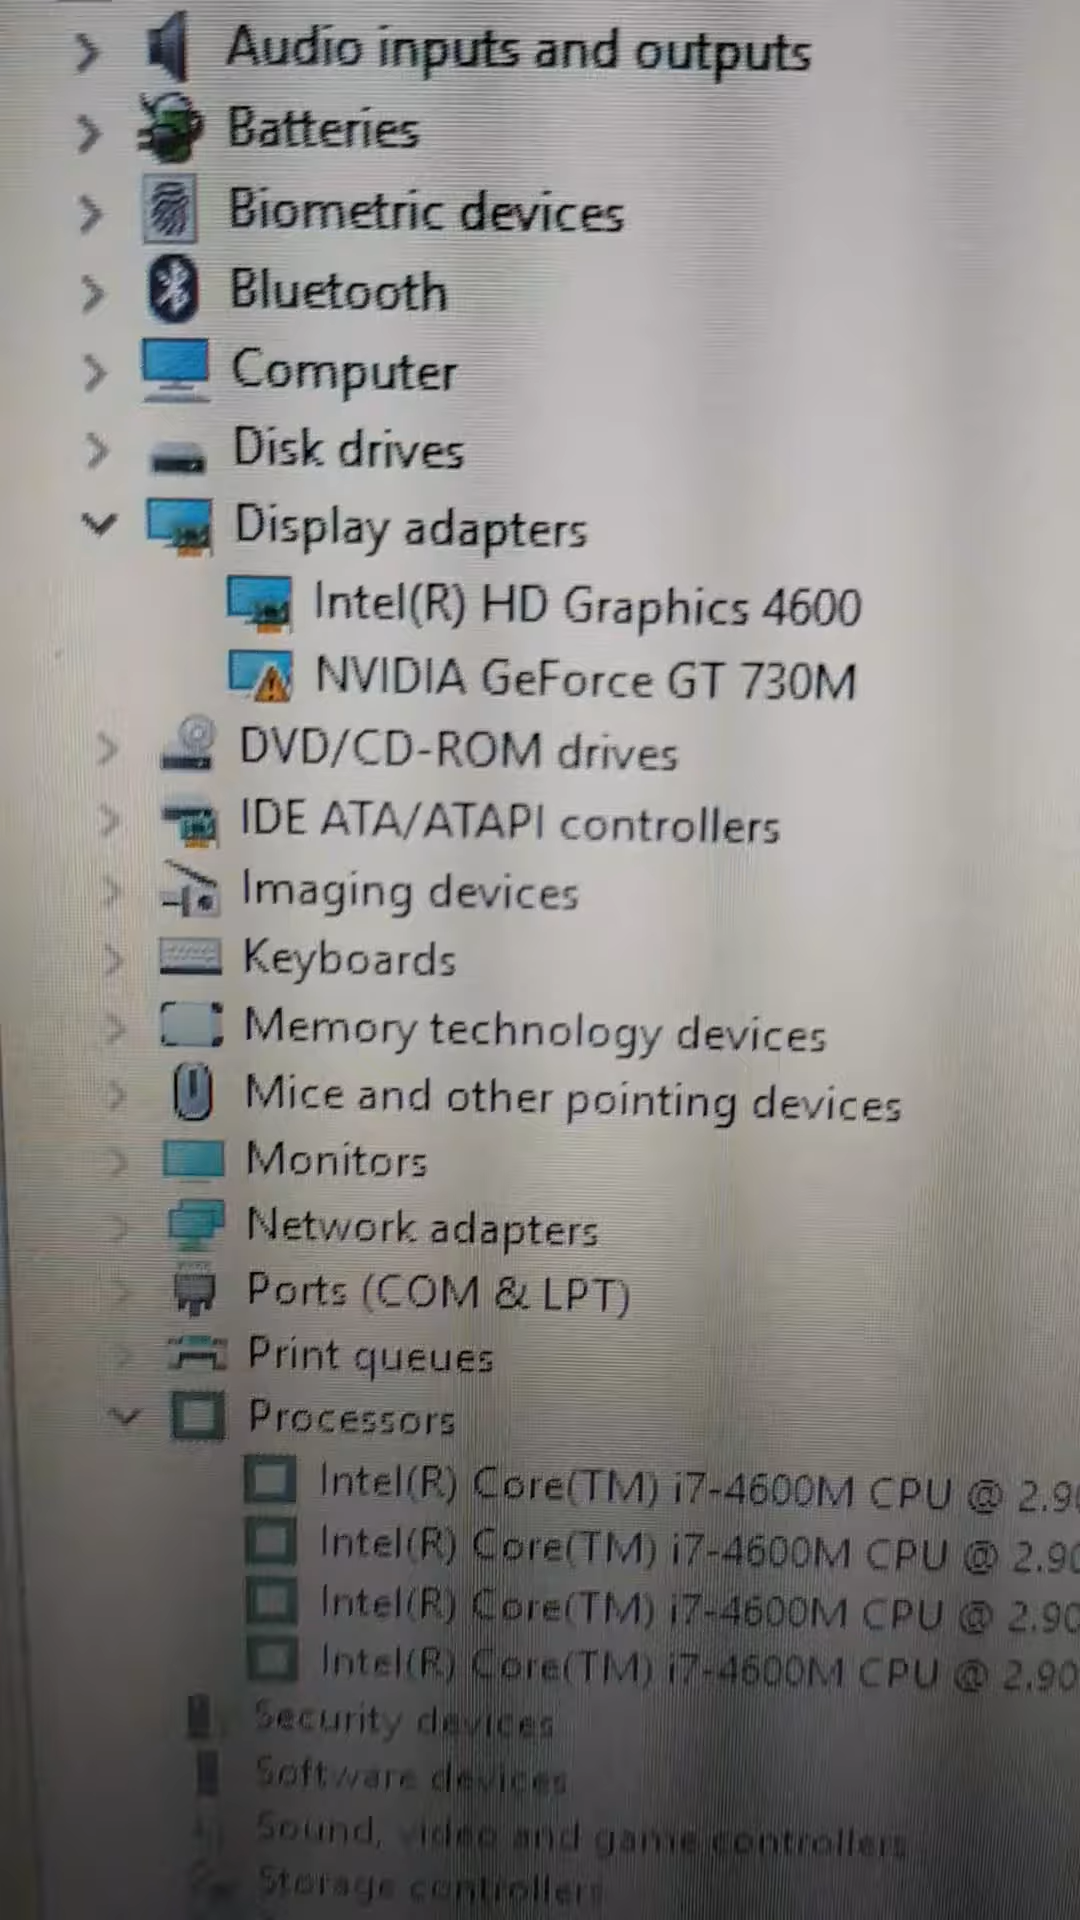 Audio inputs and outputs
Batteries
Biometric devices
Bluetooth
Computer
Disk drives
Display adapters
Intel(R) HD Graphics 4600
NVIDIA GeForce GT 730M
DVD/CD-ROM drives
IDE ATA/ATAPI controllers
Imaging devices
Keyboards
Memory technology devices
Mice and other pointing devices
Monitors
Network adapters
Ports (COM & LPT)
Print queues
Processors
Intel(R) Core(TM) i7-4600M CPU @ 2.90
Intel(R) Core(TM) i7-4600M CPU @ 2.90
Intel(R) Core(TM) i7-4600M CPU @ 2.90
Intel(R) Core(TM) i7-4600M CPU @ 2.90
Security devices
Software devices
Sound, video and game controllers
Storage controllers